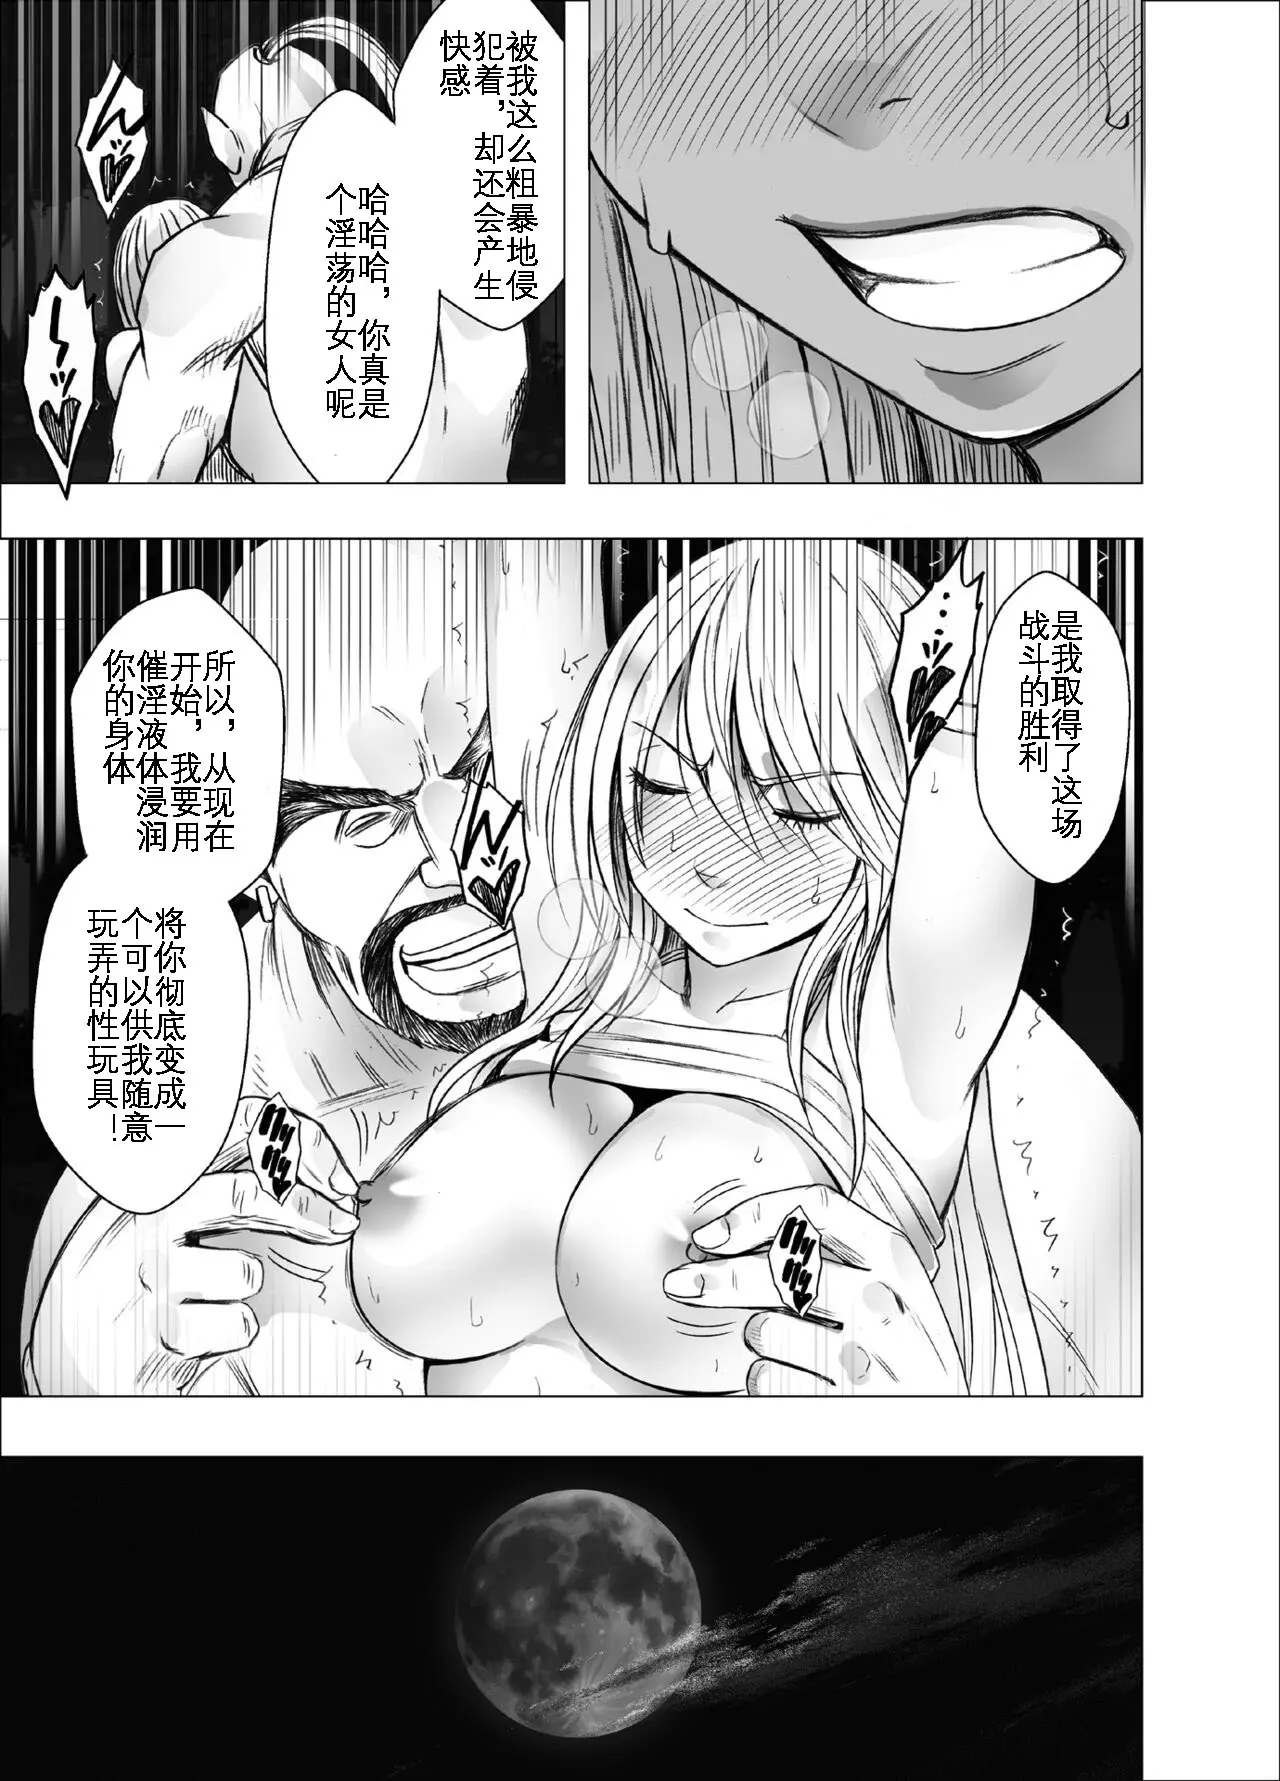 被我这么粗暴地侵
犯着，却还会产生
快感
哈哈哈，你真是
个淫荡的女人呢
是我取得了这场
战斗的胜利
所以，从现在
开始，我要用
催淫液体浸润
你的身体
将你彻底变成一
个可以供我随意
玩弄的性玩具!